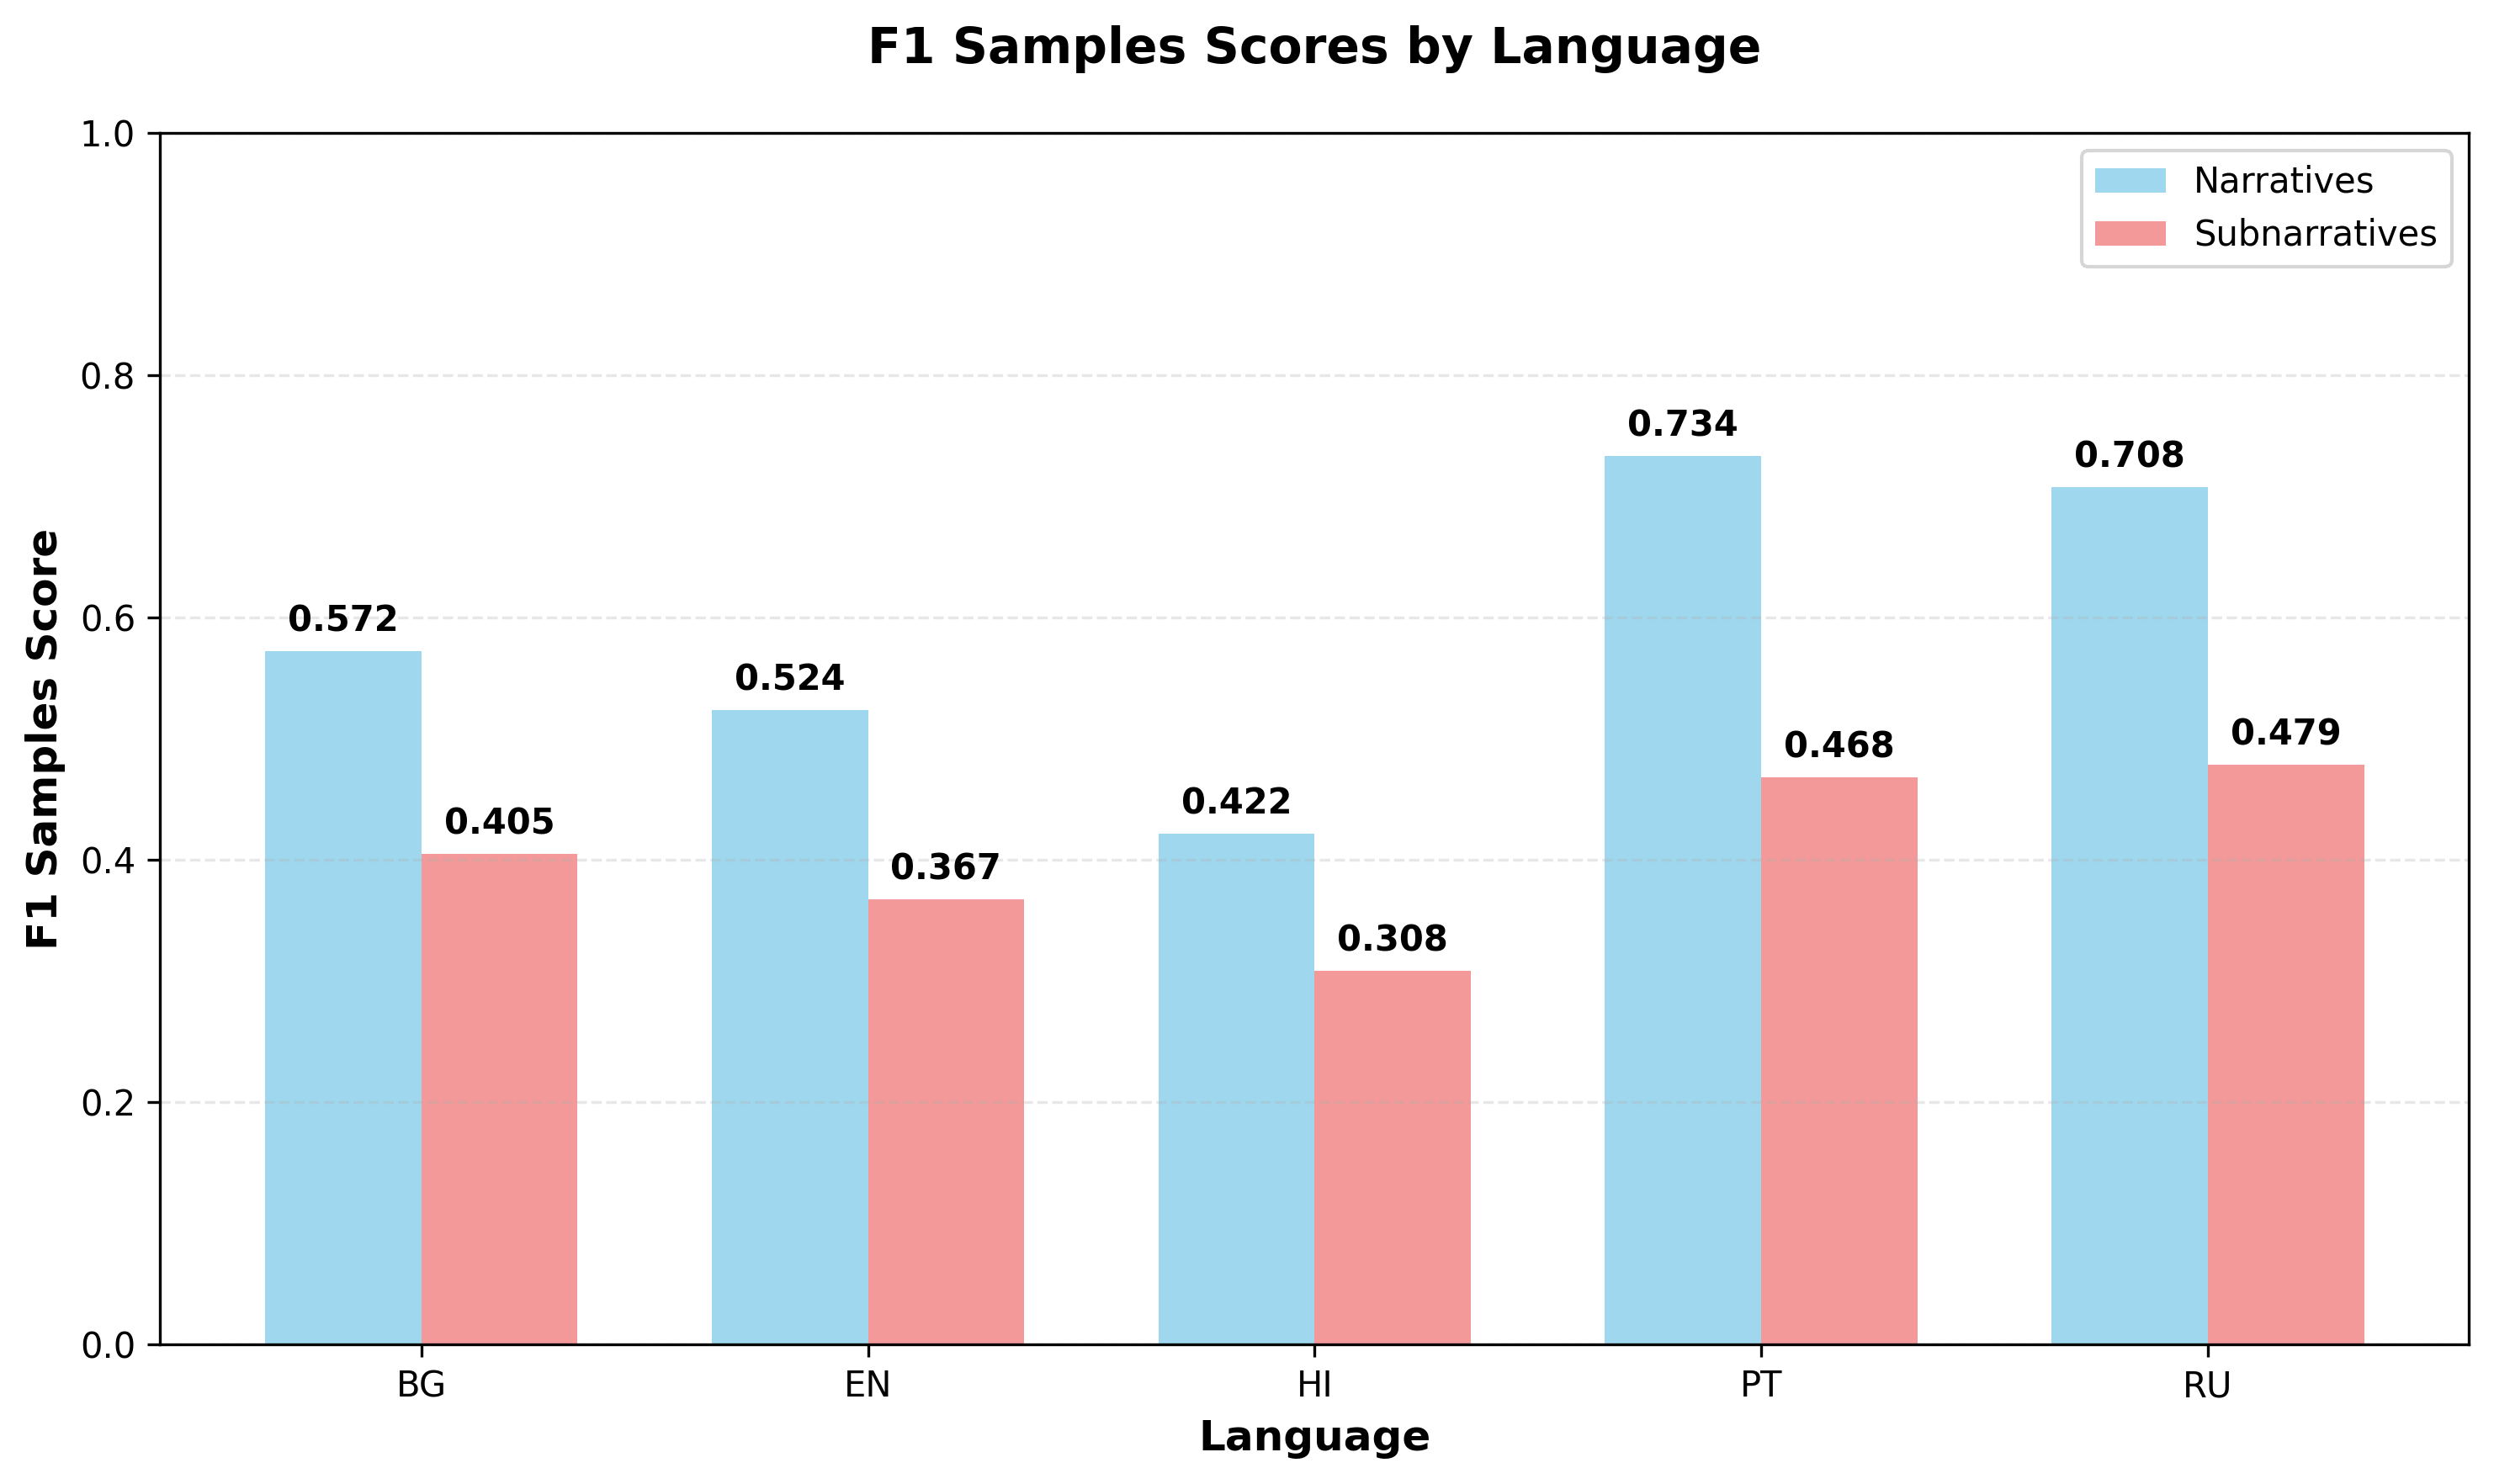 F1 Samples Scores by Language
1.0
0.8
0.6
0.4
0.2
0.0
F1 Samples Score
Narratives
Subnarratives
0.572
0.405
0.524
0.367
0.422
0.308
0.734
0.468
0.708
0.479
BG
EN
HI
PT
RU
Language